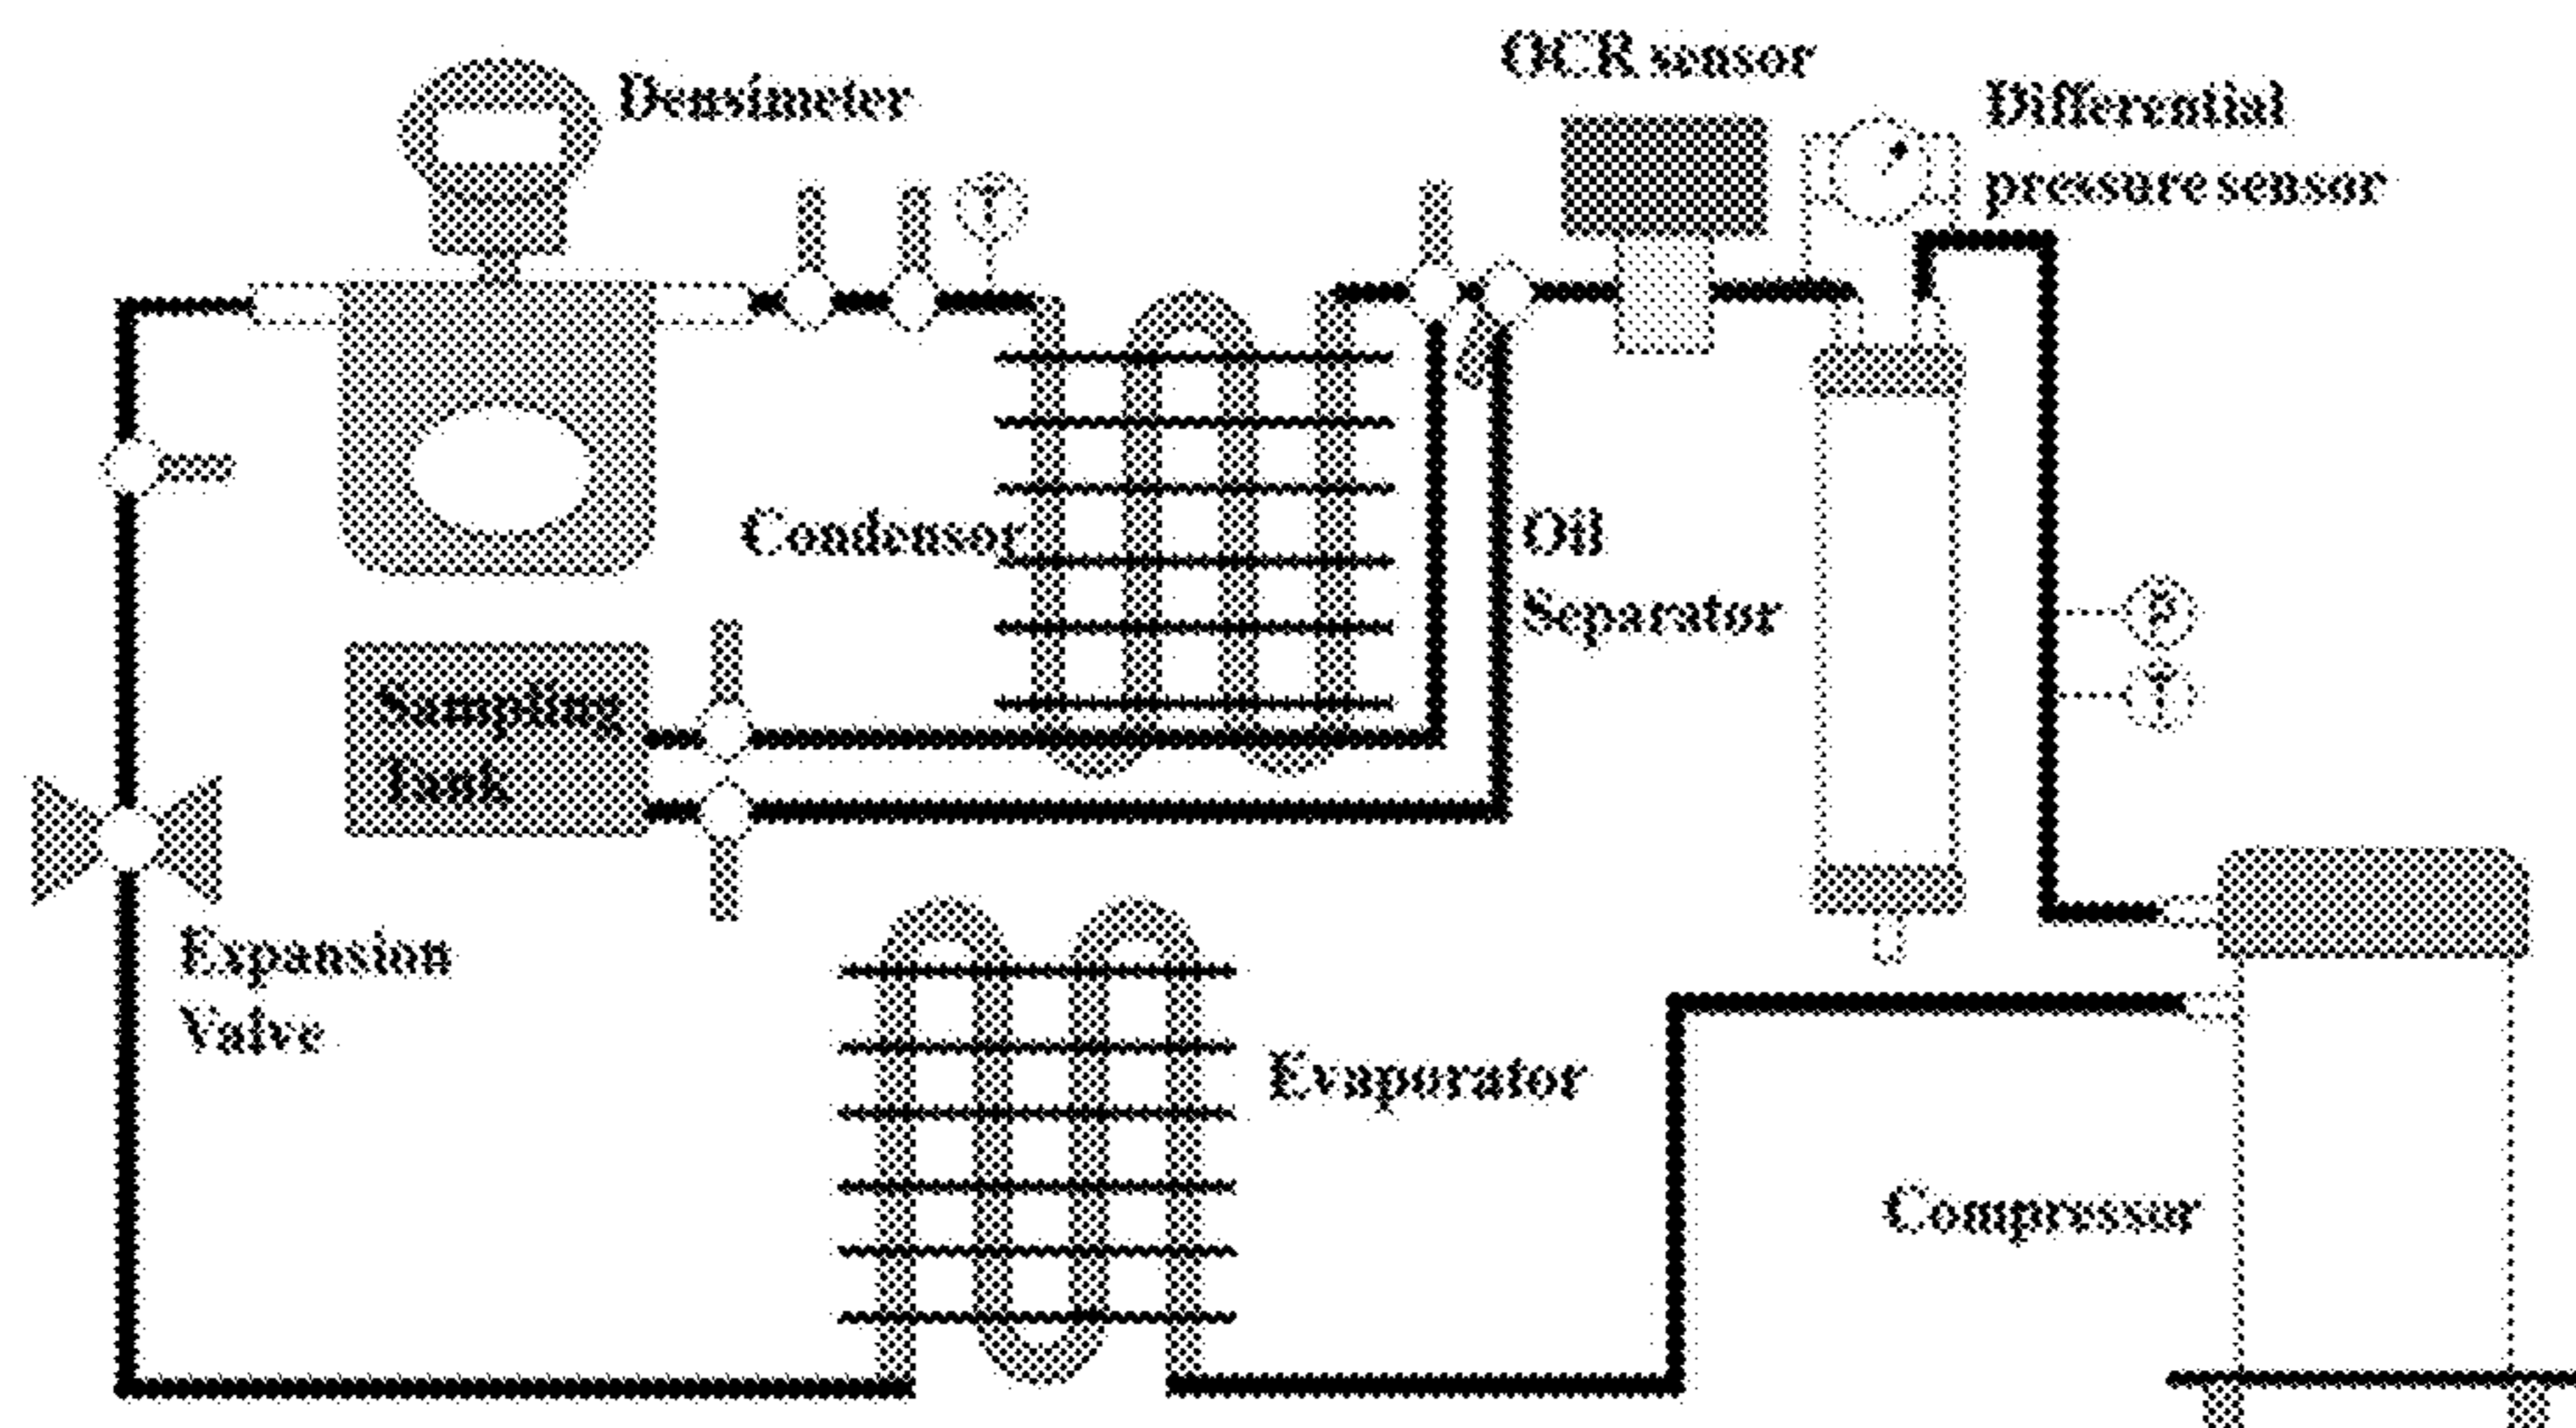 OCR sensor
Densimeter
Differential
pressure sensor
T
Condensor
Oil
Separator
P
T
Sampling
Tank
Expansion
Valve
Evaporator
Compressor